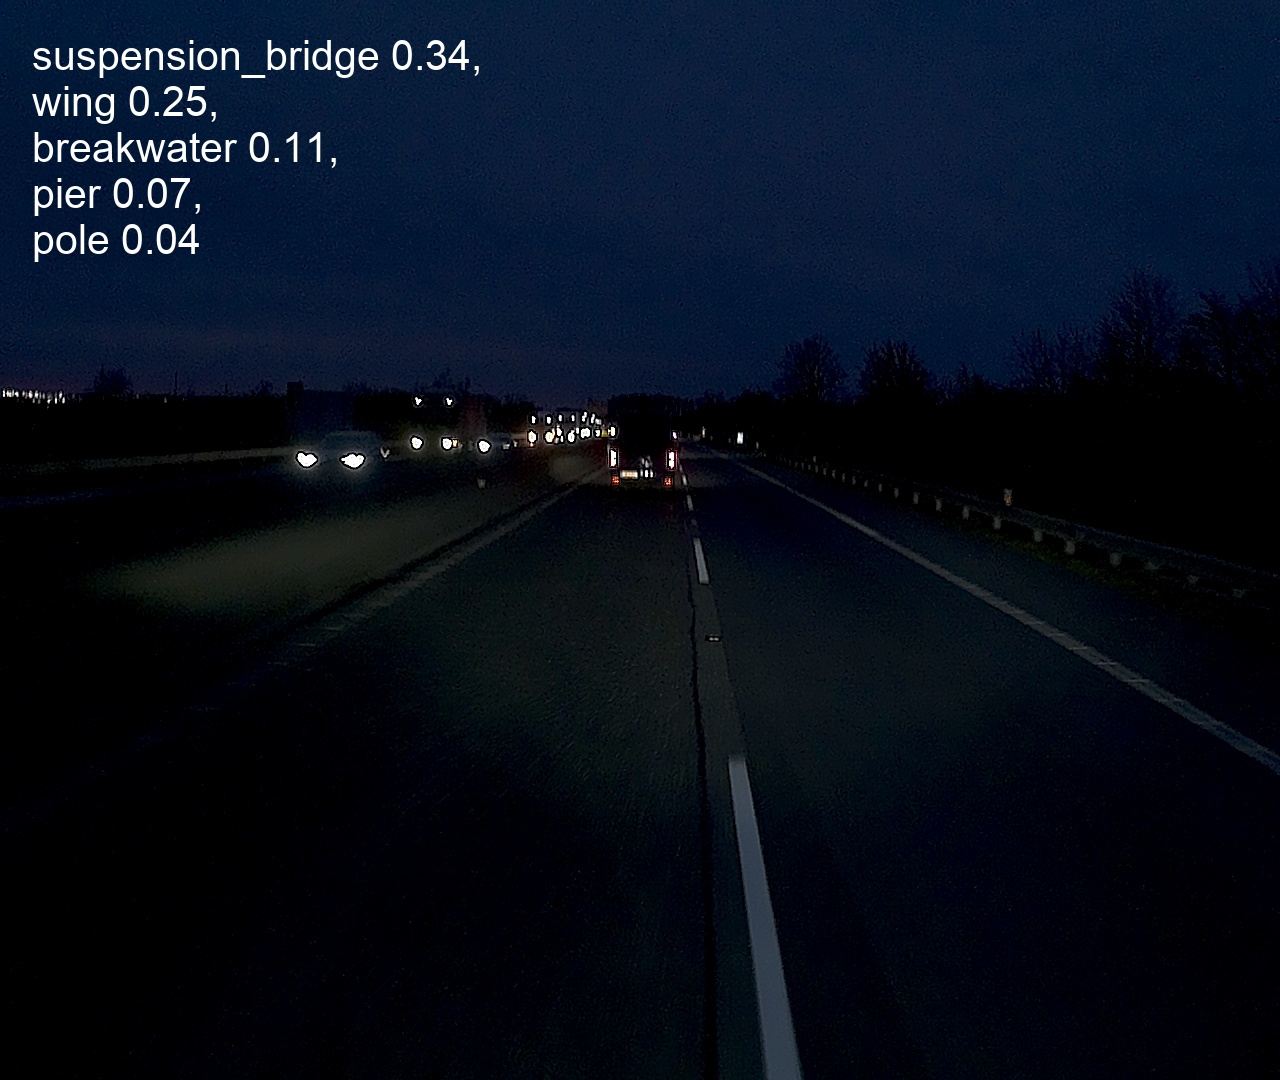 suspension_bridge 0.34,
wing 0.25,
breakwater 0.11,
pier 0.07,
pole 0.04